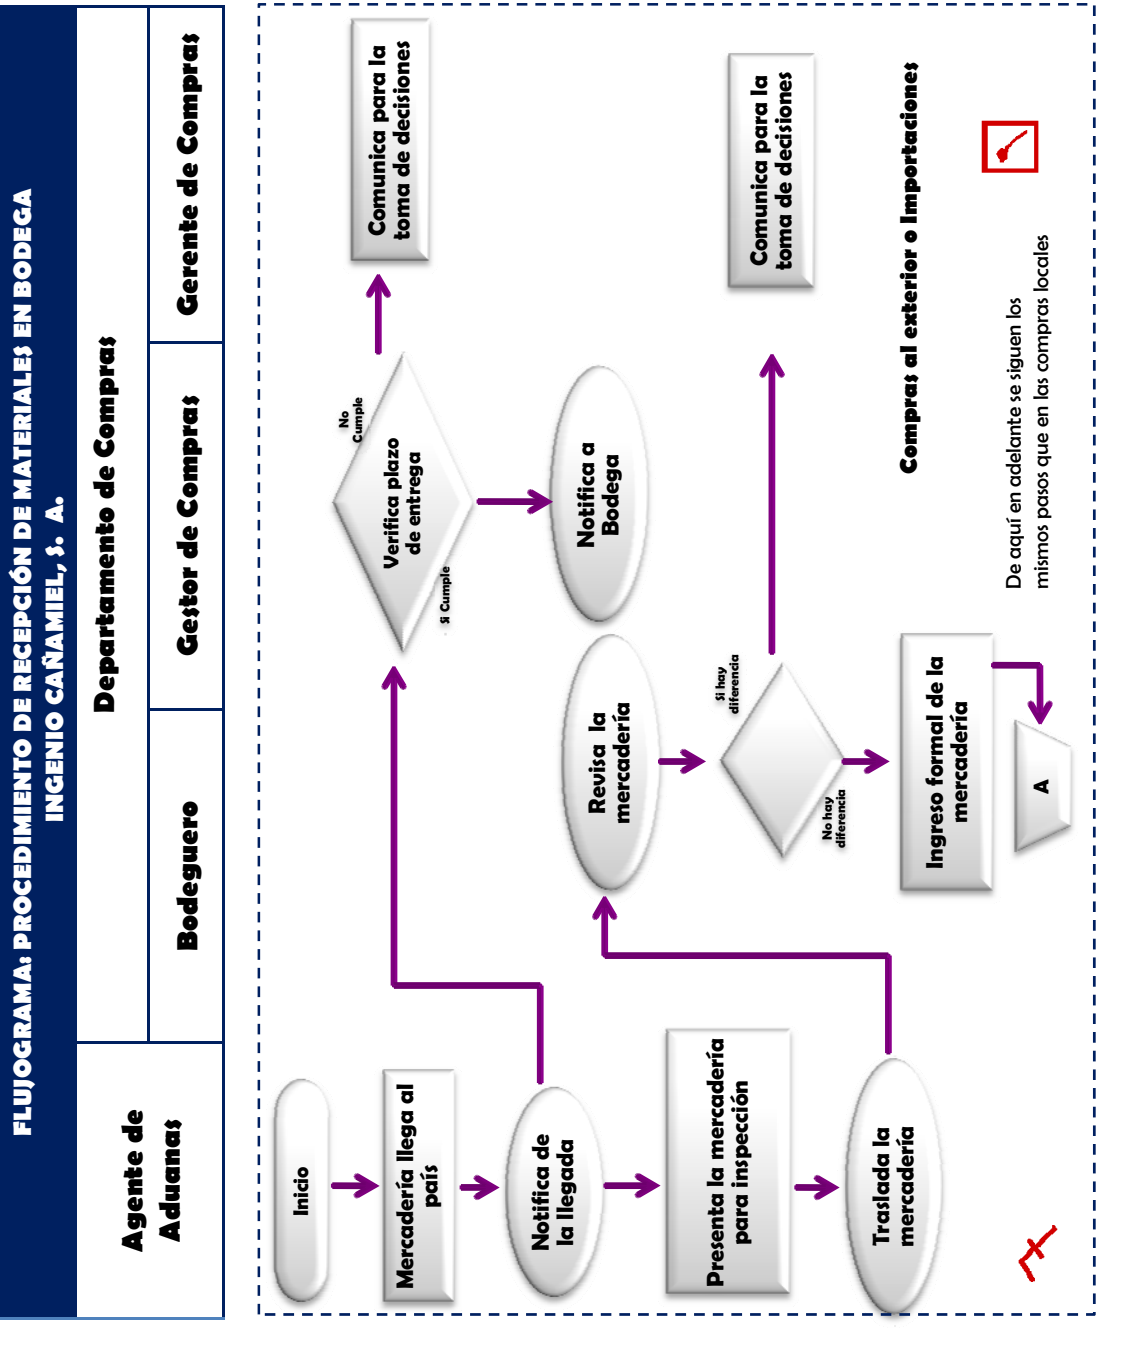 FLUJOGRAMA: PROCEDIMIENTO DE RECEPCIÓN DE MATERIALES EN BODEGA
INGENIO CAÑAMIEL, S. A.
Agente de
Aduanas
Departamento de Compras
Bodeguero
Gestor de Compras
Gerente de Compras
Inicio
Mercadería llega al
país
Notifica de
la llegada
Verifica plazo
de entrega
No
Cumple
Si Cumple
Comunica para la
toma de decisiones
Notifica a
Bodega
Presenta la mercadería
para inspección
Traslada la
mercadería
Revisa la
mercadería
Si hay
diferencia
No hay
diferencia
Comunica para la
toma de decisiones
Ingreso formal de la
mercadería
A
Compras al exterior o Importaciones
De aquí en adelante se siguen los
mismos pasos que en las compras locales